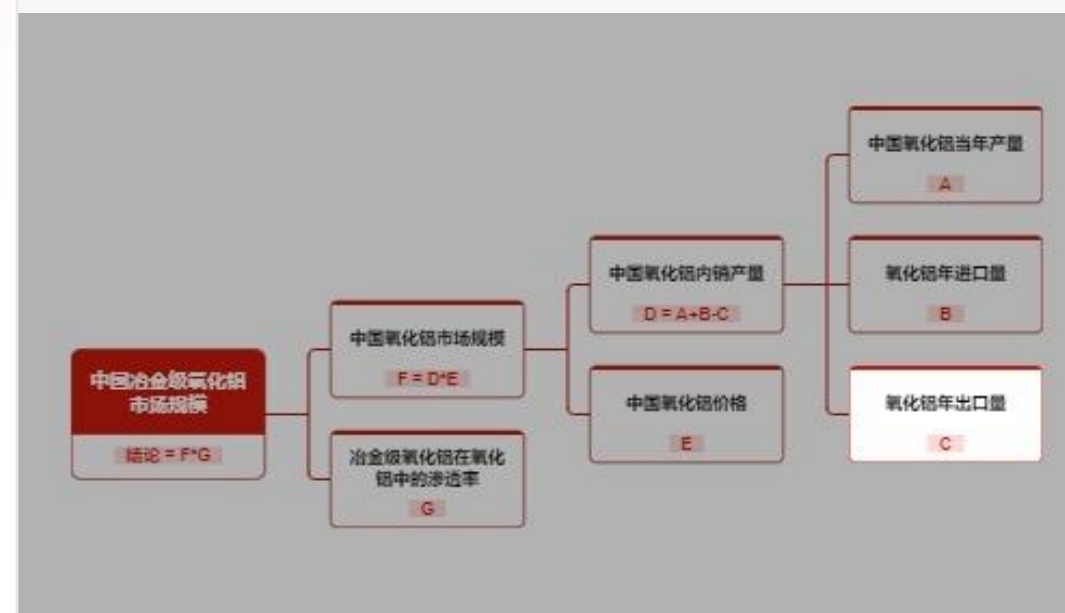 中国冶金级氧化铝
市场规模
结论 = F*G
中国氧化铝市场规模
F = D*E
冶金级氧化铝在氧化
铝中的渗透率
G
中国氧化铝内销产量
D = A+B-C
中国氧化铝价格
E
中国氧化铝当年产量
A
氧化铝年进口量
B
氧化铝年出口量
C